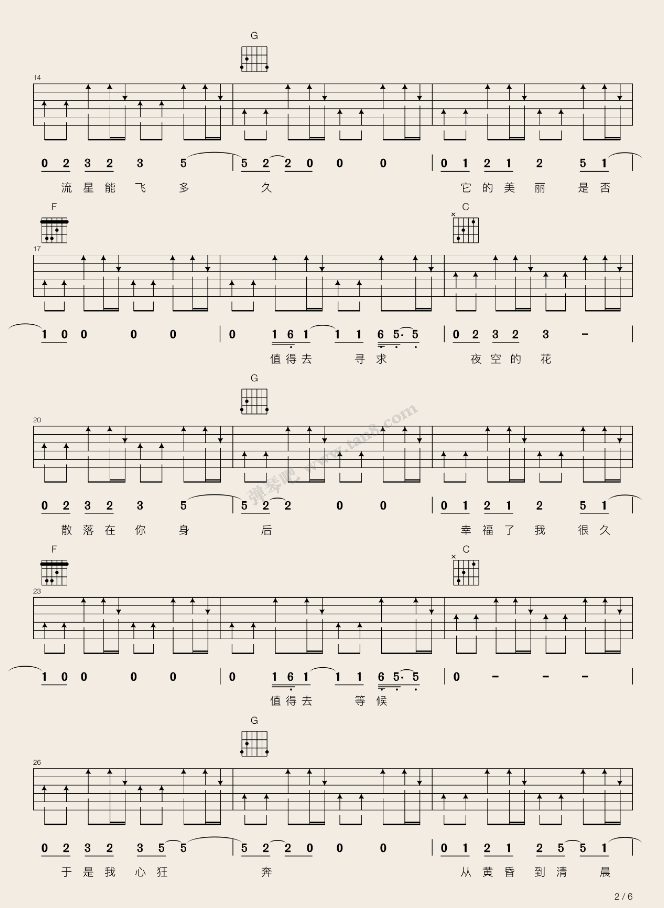 G
14
0 2 3 2 3 5 5 2 2 0 0 0 0 1 2 1 2 5 1
流 星 能 飞 多 久 它 的 美 丽 是 否
F C
×
17
1 0 0 0 0 0 1 6 1 1 1 6 5· 5 0 2 3 2 3 –
值 得 去 寻 求 夜 空 的 花
G
20
0 2 3 2 3 5 5 2 2 0 0 0 1 2 1 2 5 1
散 落 在 你 身 后 幸 福 了 我 很 久
弹琴吧 www.tan8.com
F C
×
23
1 0 0 0 0 0 1 6 1 1 1 6 5· 5 0 – – –
值 得 去 等 候
G
26
0 2 3 2 3 5 5 5 2 2 0 0 0 0 1 2 1 2 5 5 1
于 是 我 心 狂 奔 从 黄 昏 到 清 晨
2 / 6